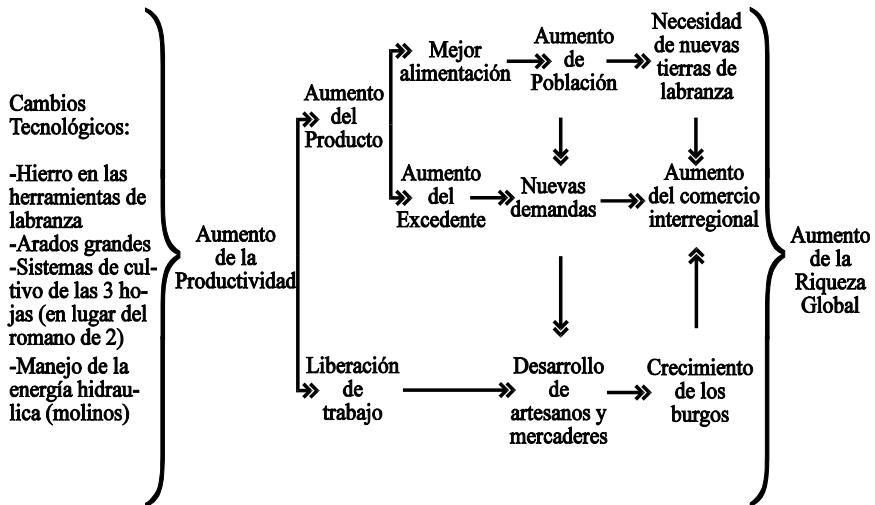 Cambios
Tecnológicos:
-Hierro en las
herramientas de
labranza
-Arados grandes
-Sistemas de cul-
tivo de las 3 ho-
jas (en lugar del
romano de 2)
-Manejo de la
energía hidrau-
lica (molinos)
Aumento
de la
Productividad
Aumento
del
Producto
Liberación
de
trabajo
Mejor
alimentación
Aumento
del
Excedente
Aumento
de
Población
Nuevas
demandas
Desarrollo
de
artesanos y
mercaderes
Necesidad
de nuevas
tierras de
labranza
Aumento
del comercio
interregional
Crecimiento
de los
burgos
Aumento
de la
Riqueza
Global